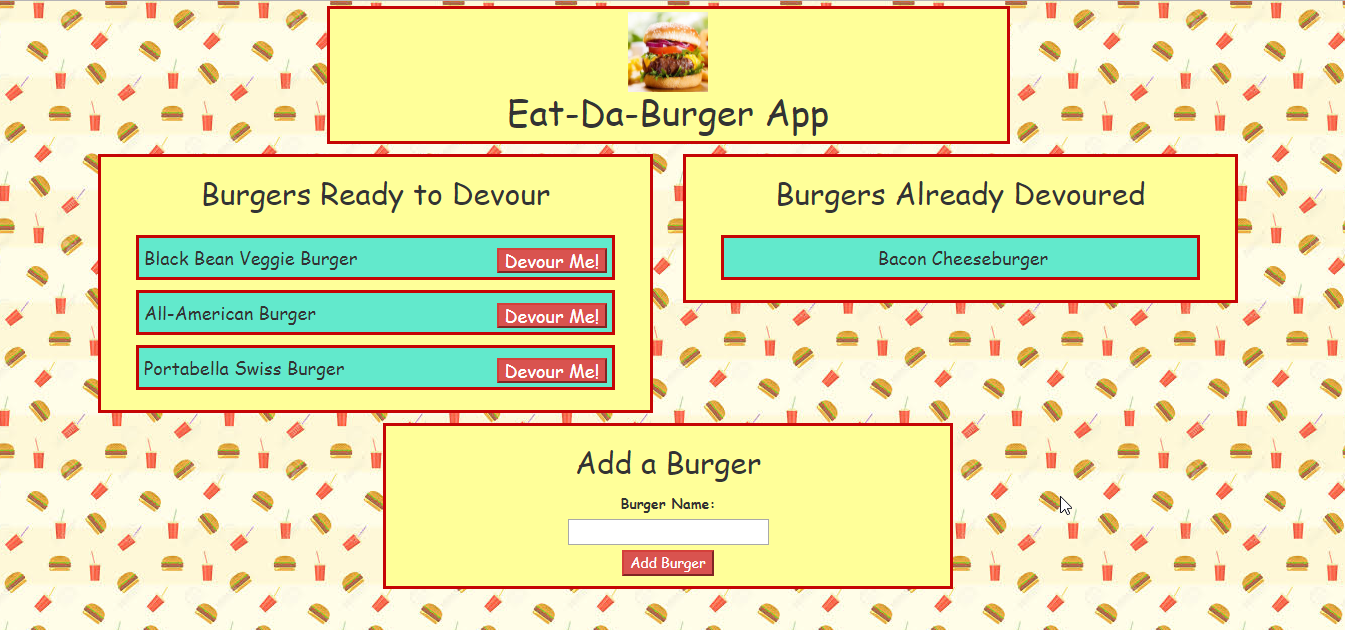 Eat-Da-Burger App
Burgers Ready to Devour
Black Bean Veggie Burger Devour Me!
All-American Burger Devour Me!
Portabella Swiss Burger Devour Me!
Burgers Already Devoured
Bacon Cheeseburger
Add a Burger
Burger Name:
Add Burger